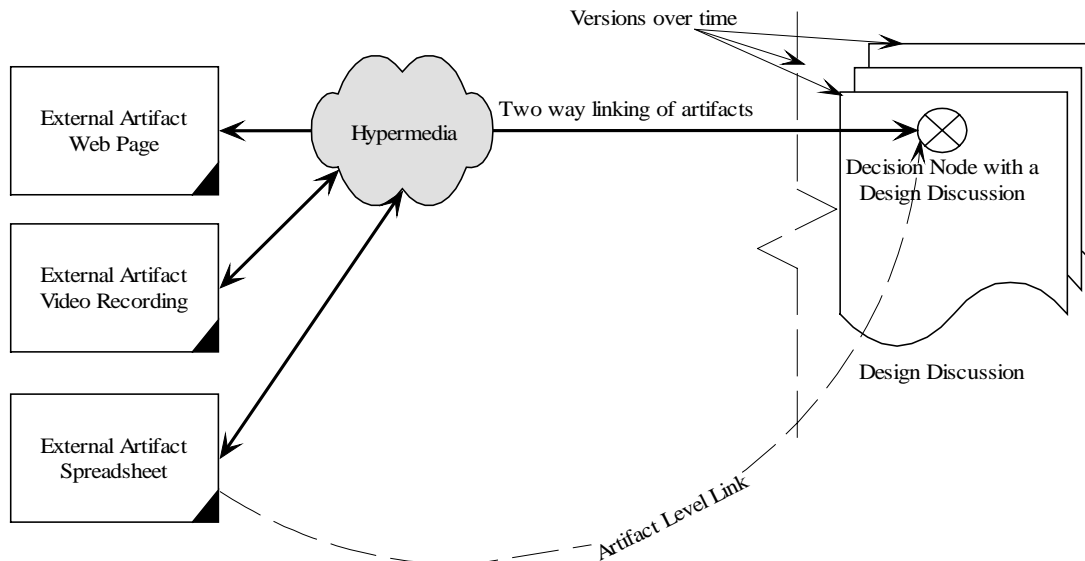 Versions over time
External Artifact
Web Page
Hypermedia
Two way linking of artifacts
Decision Node with a
Design Discussion
External Artifact
Video Recording
Design Discussion
External Artifact
Spreadsheet
Artifact Level Link